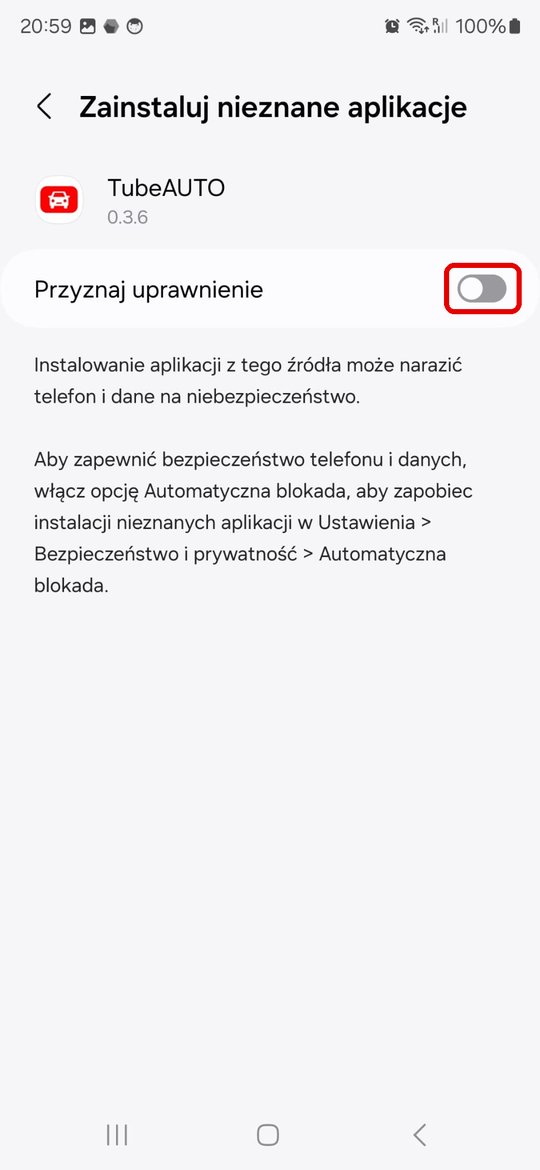 20:59 100%
Zainstaluj nieznane aplikacje
TubeAUTO
0.3.6
Przyznaj uprawnienie
Instalowanie aplikacji z tego źródła może narazić
telefon i dane na niebezpieczeństwo.
Aby zapewnić bezpieczeństwo telefonu i danych,
włącz opcję Automatyczna blokada, aby zapobiec
instalacji nieznanych aplikacji w Ustawienia >
Bezpieczeństwo i prywatność > Automatyczna
blokada.